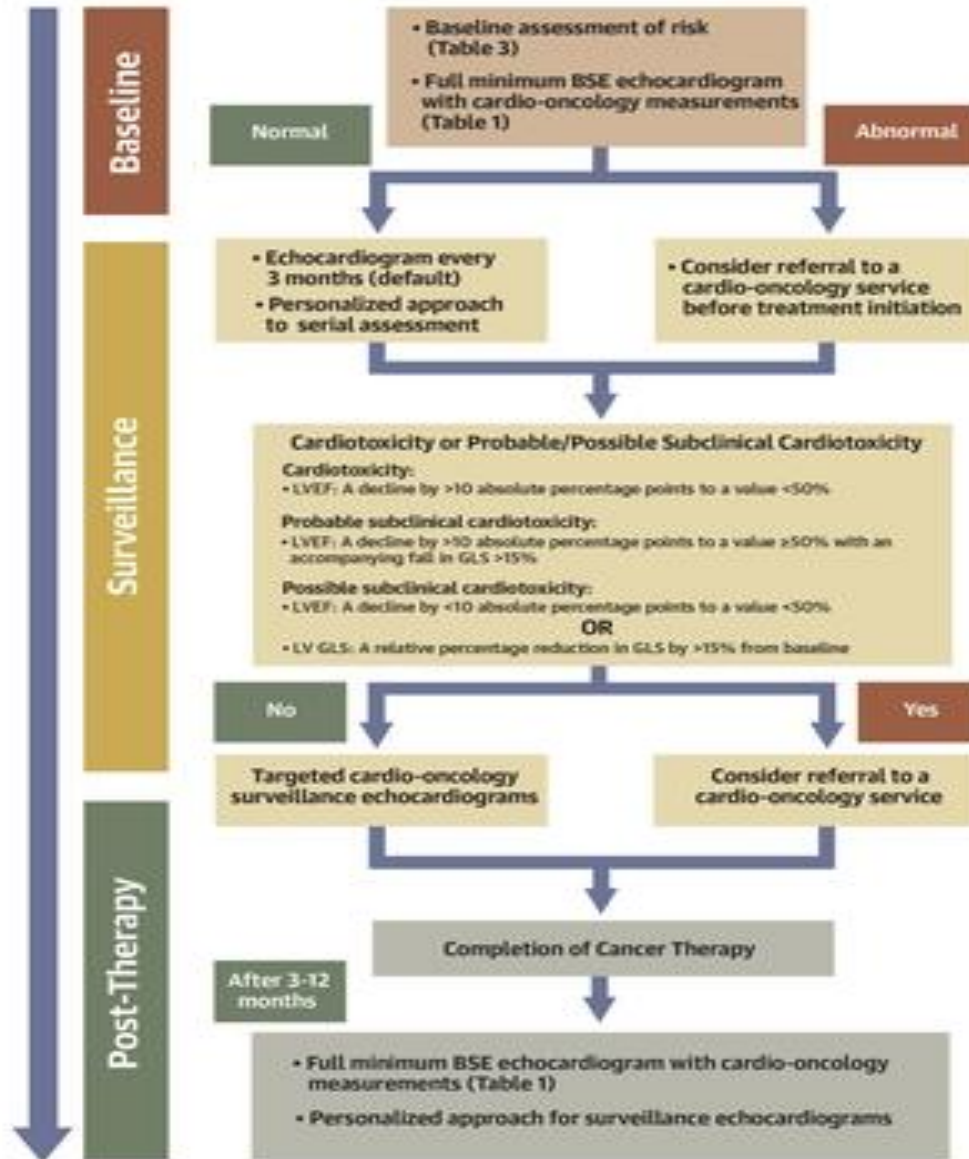 Baseline
• Baseline assessment of risk
(Table 3)
• Full minimum BSE echocardiogram
with cardio-oncology measurements
(Table 1)
Normal
Abnormal
Surveillance
• Echocardiogram every
3 months (default)
• Personalized approach
to serial assessment
• Consider referral to a
cardio-oncology service
before treatment initiation
Cardiotoxicity or Probable/Possible Subclinical Cardiotoxicity
Cardiotoxicity:
• LVEF: A decline by >10 absolute percentage points to a value <50%
Probable subclinical cardiotoxicity:
• LVEF: A decline by >10 absolute percentage points to a value ≥50% with an
accompanying fall in GLS >15%
Possible subclinical cardiotoxicity:
• LVEF: A decline by <10 absolute percentage points to a value <50%
OR
• LV GLS: A relative percentage reduction in GLS by >15% from baseline
No
Yes
Targeted cardio-oncology
surveillance echocardiograms
Consider referral to a
cardio-oncology service
Post-Therapy
Completion of Cancer Therapy
After 3-12
months
• Full minimum BSE echocardiogram with cardio-oncology
measurements (Table 1)
• Personalized approach for surveillance echocardiograms